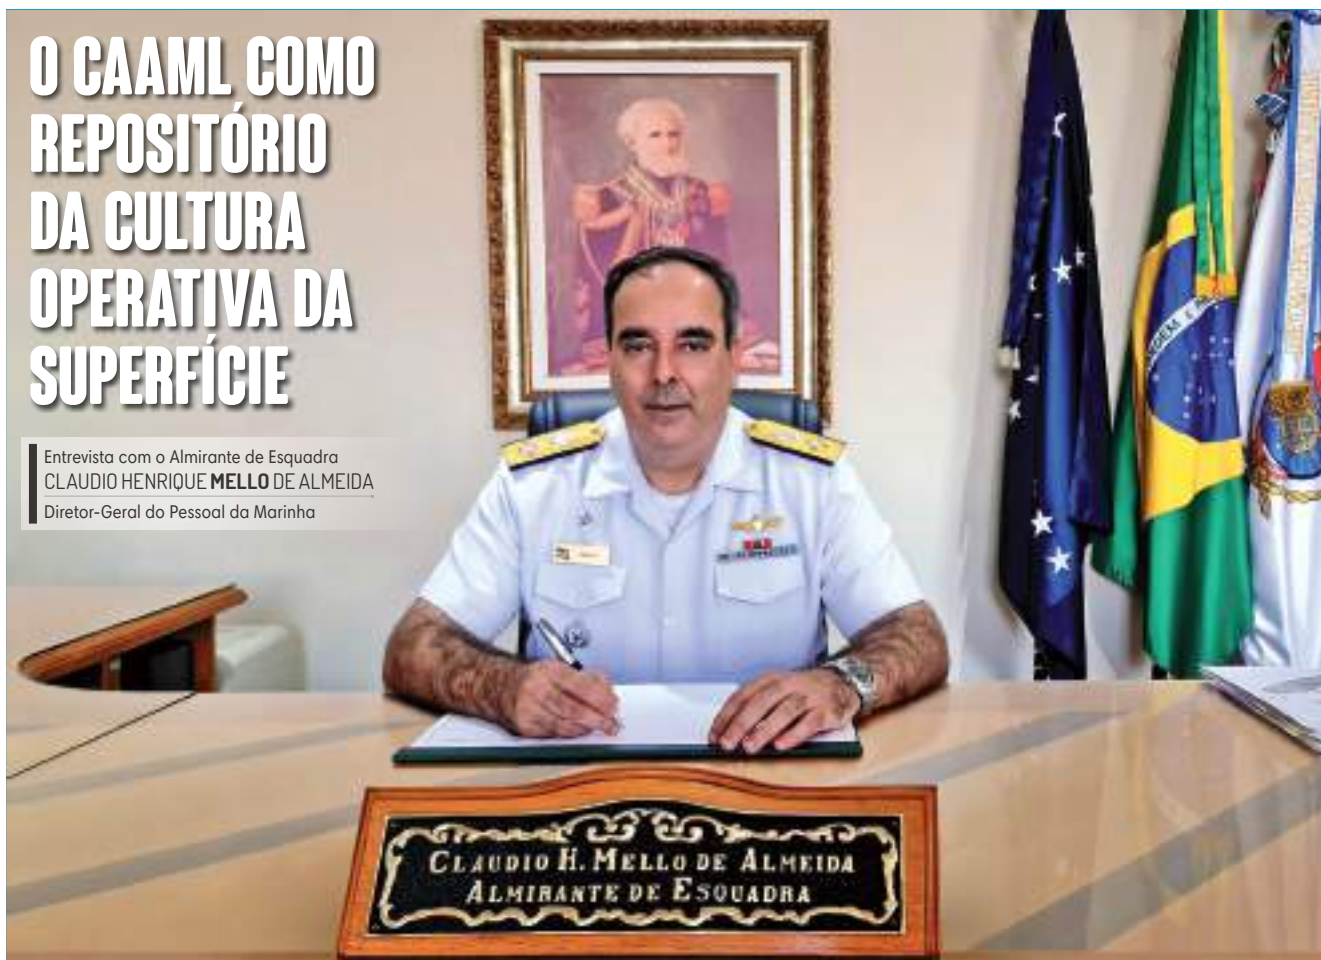 O CAAML COMO
REPOSITÓRIO
DA CULTURA
OPERATIVA DA
SUPERFÍCIE
Entrevista com o Almirante de Esquadra
CLAUDIO HENRIQUE MELLO DE ALMEIDA
Diretor-Geral do Pessoal da Marinha
CLAUDIO H. MELLO DE ALMEIDA
ALMIRANTE DE ESQUADRA